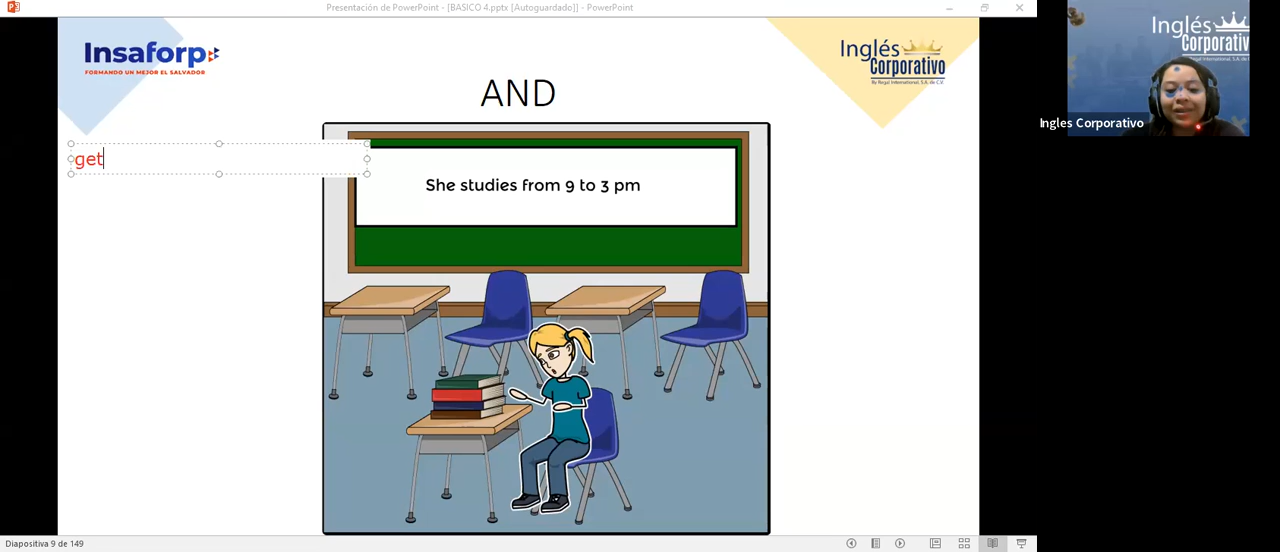 Presentación de PowerPoint - [BASICO 4.pptx [Autoguardado]] - PowerPoint
Insaforp
FORMANDO UN MEJOR EL SALVADOR
Inglés
Corporativo
By Regal International, S.A. de C.V.
AND
get
She studies from 9 to 3 pm
Inglés
Corporativo
Ingles Corporativo
Diapositiva 9 de 149